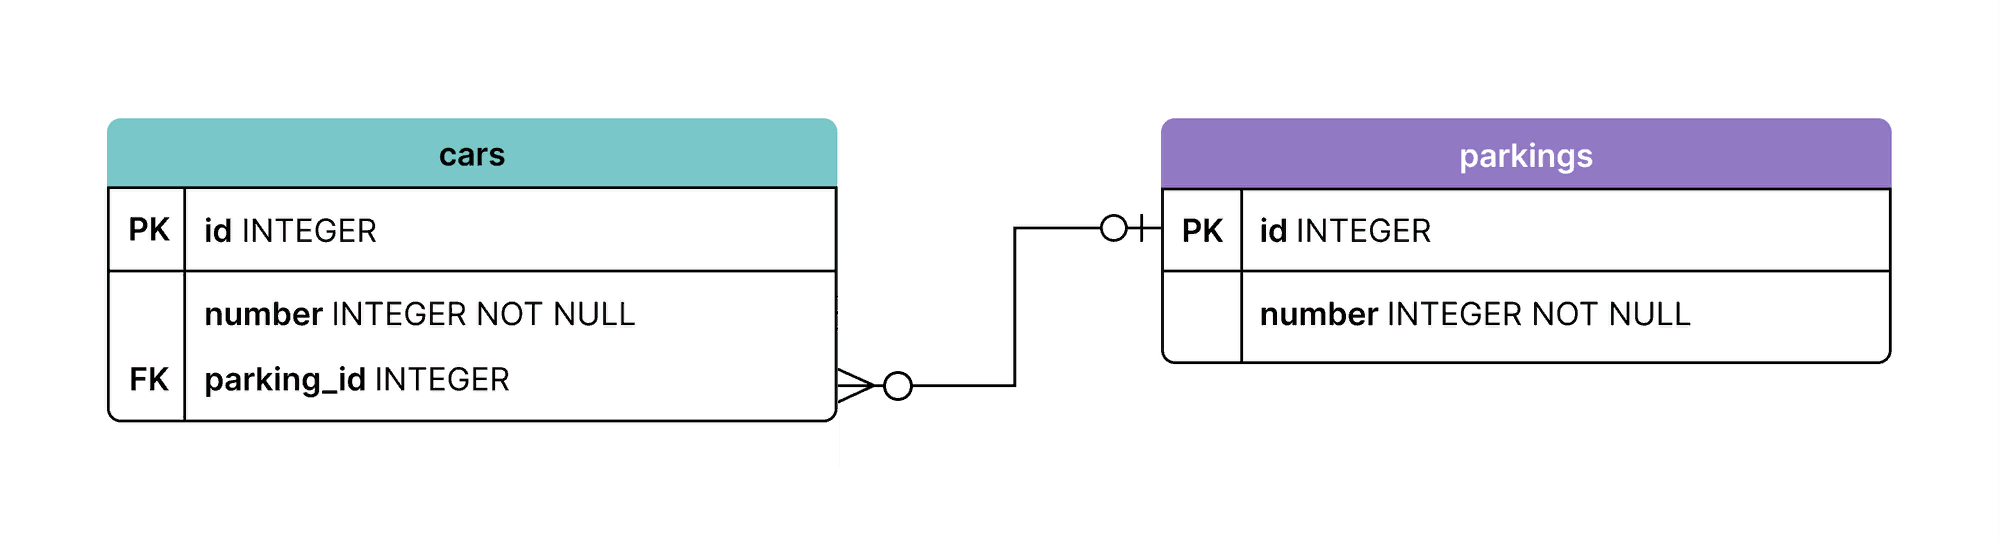 cars
PK id INTEGER
number INTEGER NOT NULL
FK parking_id INTEGER
parkings
PK id INTEGER
number INTEGER NOT NULL